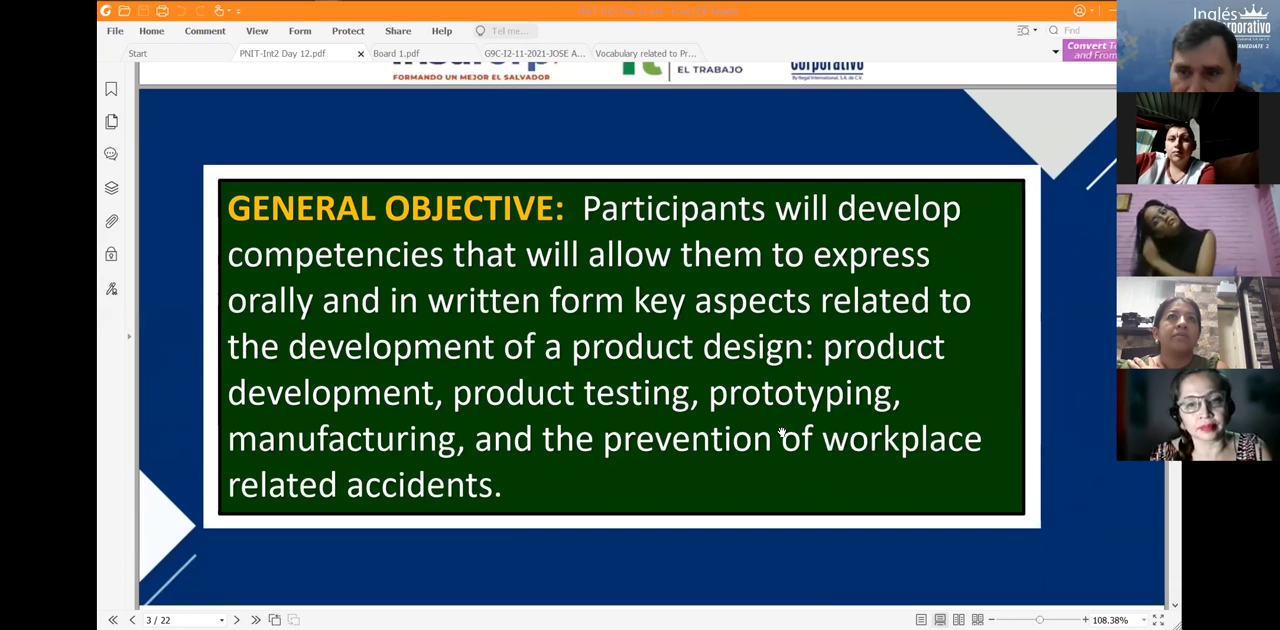 File Home Comment View Form Protect Share Help Tell me... Find
Start PNIT-Int2 Day 12.pdf Board 1.pdf G9C-I2-11-2021-JOSE A... Vocabulary related to Pr...
Convert To
and From
Inglés
FORMANDO UN MEJOR EL SALVADOR
EL TRABAJO
corporativo
GENERAL OBJECTIVE: Participants will develop
competencies that will allow them to express
orally and in written form key aspects related to
the development of a product design: product
development, product testing, prototyping,
manufacturing, and the prevention of workplace
related accidents.
3 / 22
108.38%